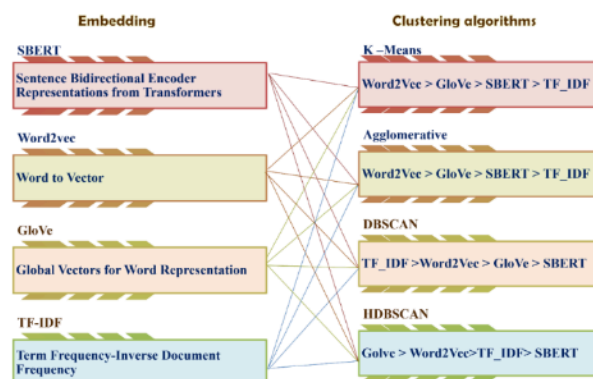 Embedding
SBERT
Sentence Bidirectional Encoder
Representations from Transformers
Word2vec
Word to Vector
GloVe
Global Vectors for Word Representation
TF-IDF
Term Frequency-Inverse Document
Frequency
Clustering algorithms
K –Means
Word2Vec > GloVe > SBERT > TF_IDF
Agglomerative
Word2Vec > GloVe > SBERT > TF_IDF
DBSCAN
TF_IDF >Word2Vec > GloVe > SBERT
HDBSCAN
Golve > Word2Vec>TF_IDF> SBERT